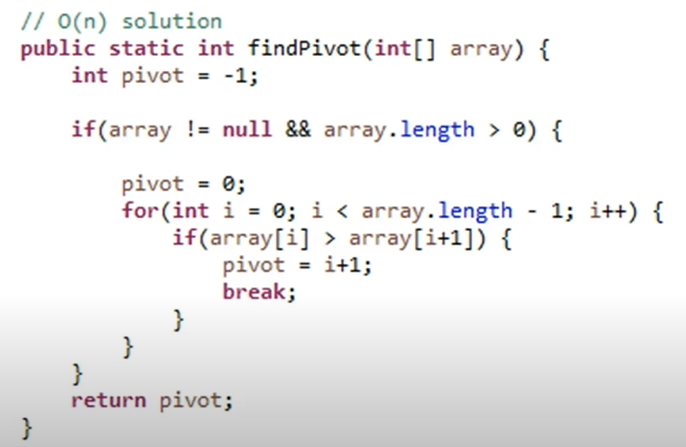 // O(n) solution
public static int findPivot(int[] array) {
    int pivot = -1;

    if(array != null && array.length > 0) {

        pivot = 0;
        for(int i = 0; i < array.length - 1; i++) {
            if(array[i] > array[i+1]) {
                pivot = i+1;
                break;
            }
        }
    }
    return pivot;
}